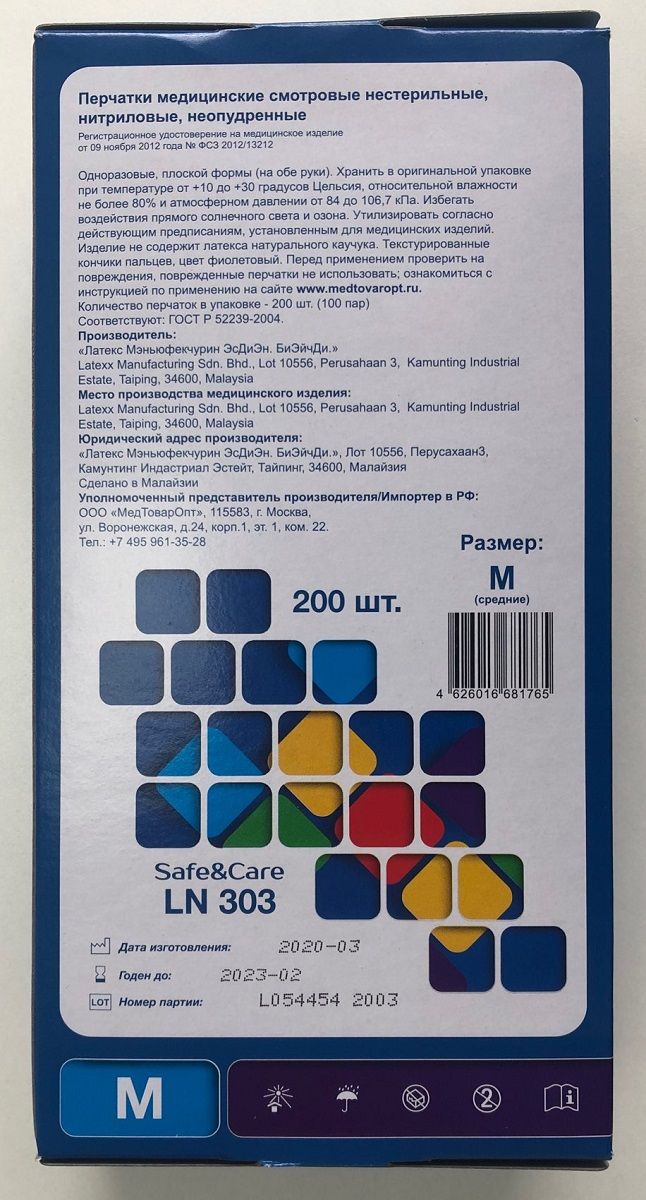 Перчатки медицинские смотровые нестерильные,
нитриловые, неопудренные
Регистрационное удостоверение на медицинское изделие
от 09 ноября 2012 года № ФСЗ 2012/13212
Одноразовые, плоской формы (на обе руки). Хранить в оригинальной упаковке
при температуре от +10 до +30 градусов Цельсия, относительной влажности
не более 80% и атмосферном давлении от 84 до 106,7 кПа. Избегать
воздействия прямого солнечного света и озона. Утилизировать согласно
действующим предписаниям, установленным для медицинских изделий.
Изделие не содержит латекса натурального каучука. Текстурированные
кончики пальцев, цвет фиолетовый. Перед применением проверить на
повреждения, поврежденные перчатки не использовать; ознакомиться с
инструкцией по применению на сайте www.medtovaropt.ru.
Количество перчаток в упаковке - 200 шт. (100 пар)
Соответствуют: ГОСТ Р 52239-2004.
Производитель:
«Латекс Мэньюфекчурин ЭсДиЭн. БиЭйчДи.»
Latexx Manufacturing Sdn. Bhd., Lot 10556, Perusahaan 3, Kamunting Industrial
Estate, Taiping, 34600, Malaysia
Место производства медицинского изделия:
Latexx Manufacturing Sdn. Bhd., Lot 10556, Perusahaan 3, Kamunting Industrial
Estate, Taiping, 34600, Malaysia
Юридический адрес производителя:
«Латекс Мэньюфекчурин ЭсДиЭн. БиЭйчДи.», Лот 10556, Перусахаан3,
Камунтинг Индастриал Эстейт, Тайпинг, 34600, Малайзия
Сделано в Малайзии
Уполномоченный представитель производителя/Импортер в РФ:
ООО «МедТоварОпт», 115583, г. Москва,
ул. Воронежская, д.24, корп.1, эт. 1, ком. 22.
Тел.: +7 495 961-35-28
Размер:
M
(средние)
200 шт.
4 626016 681765
Safe&Care
LN 303
Дата изготовления: 2020-03
Годен до: 2023-02
LOT Номер партии: L054454 2003
M
2
i